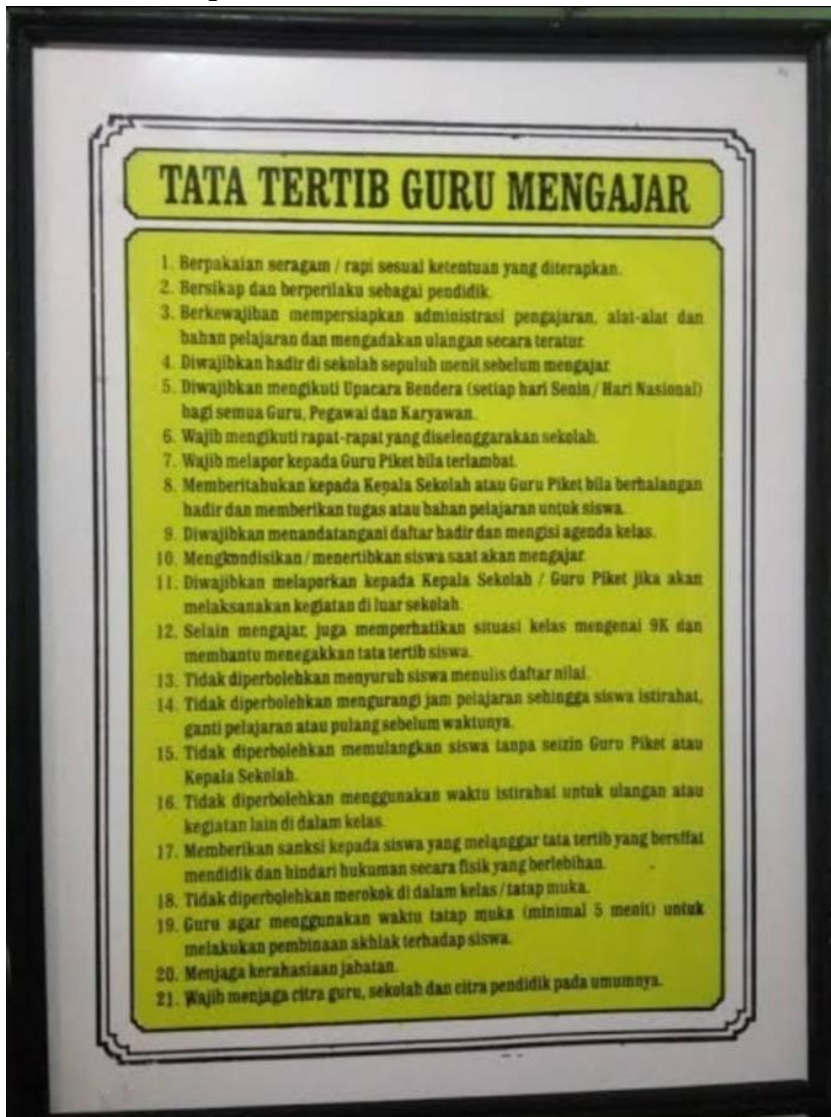 TATA TERTIB GURU MENGAJAR
1. Berpakaian seragam / rapi sesuai ketentuan yang diterapkan.
2. Bersikap dan berperilaku sebagai pendidik.
3. Berkewajiban mempersiapkan administrasi pengajaran, alat-alat dan
bahan pelajaran dan mengadakan ulangan secara teratur.
4. Diwajibkan hadir di sekolah sepuluh menit sebelum mengajar.
5. Diwajibkan mengikuti Upacara Bendera (setiap hari Senin / Hari Nasional)
bagi semua Guru, Pegawai dan Karyawan.
6. Wajib mengikuti rapat-rapat yang diselenggarakan sekolah.
7. Wajib melapor kepada Guru Piket bila terlambat.
8. Memberitahukan kepada Kepala Sekolah atau Guru Piket bila berhalangan
hadir dan memberikan tugas atau bahan pelajaran untuk siswa.
9. Diwajibkan menandatangani daftar hadir dan mengisi agenda kelas.
10. Mengkondisikan / menertibkan siswa saat akan mengajar.
11. Diwajibkan melaporkan kepada Kepala Sekolah / Guru Piket jika akan
melaksanakan kegiatan di luar sekolah.
12. Selain mengajar, juga memperhatikan situasi kelas mengenai 9K dan
membantu menegakkan tata tertib siswa.
13. Tidak diperbolehkan menyuruh siswa menulis daftar nilai.
14. Tidak diperbolehkan mengurangi jam pelajaran sehingga siswa istirahat,
ganti pelajaran atau pulang sebelum waktunya.
15. Tidak diperbolehkan memulangkan siswa tanpa seizin Guru Piket atau
Kepala Sekolah.
16. Tidak diperbolehkan menggunakan waktu istirahat untuk ulangan atau
kegiatan lain di dalam kelas.
17. Memberikan sanksi kepada siswa yang melanggar tata tertib yang bersifat
mendidik dan hindari hukuman secara fisik yang berlebihan.
18. Tidak diperbolehkan merokok di dalam kelas / tatap muka.
19. Guru agar menggunakan waktu tatap muka (minimal 5 menit) untuk
melakukan pembinaan akhlak terhadap siswa.
20. Menjaga kerahasiaan jabatan.
21. Wajib menjaga citra guru, sekolah dan citra pendidik pada umumnya.